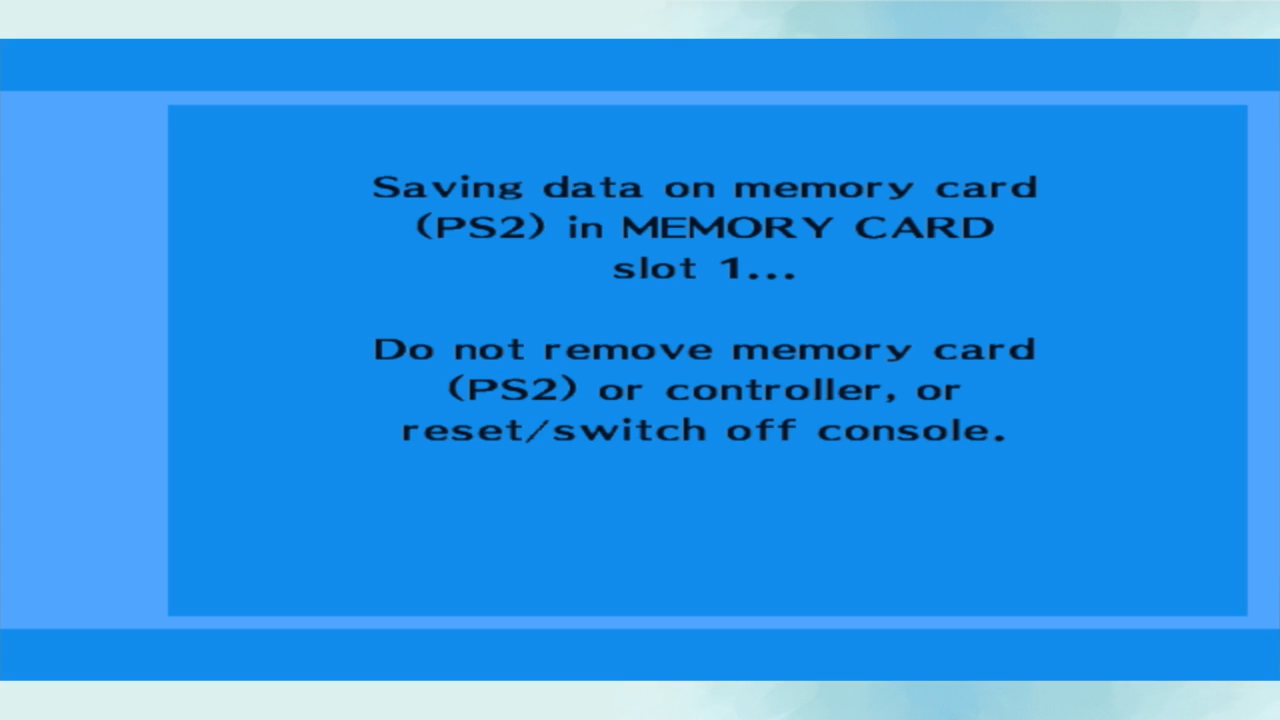 Saving data on memory card
(PS2) in MEMORY CARD
slot 1...
Do not remove memory card
(PS2) or controller, or
reset/switch off console.